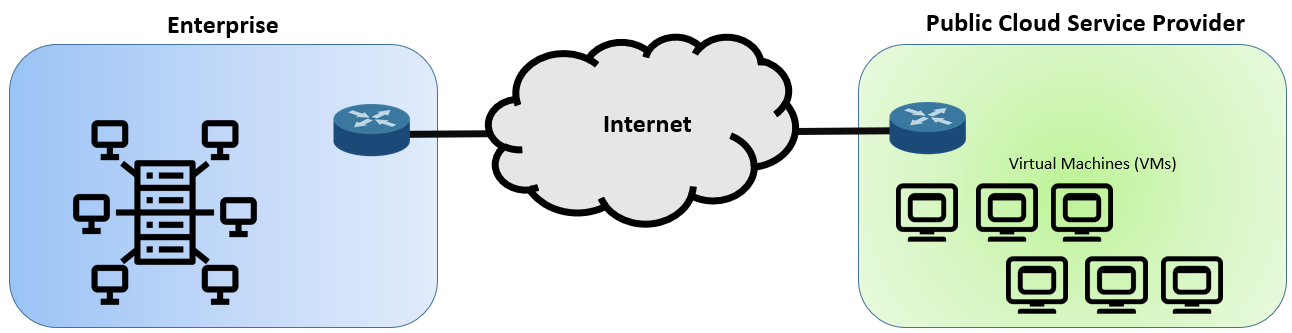 Enterprise
Public Cloud Service Provider
Internet
Virtual Machines (VMs)